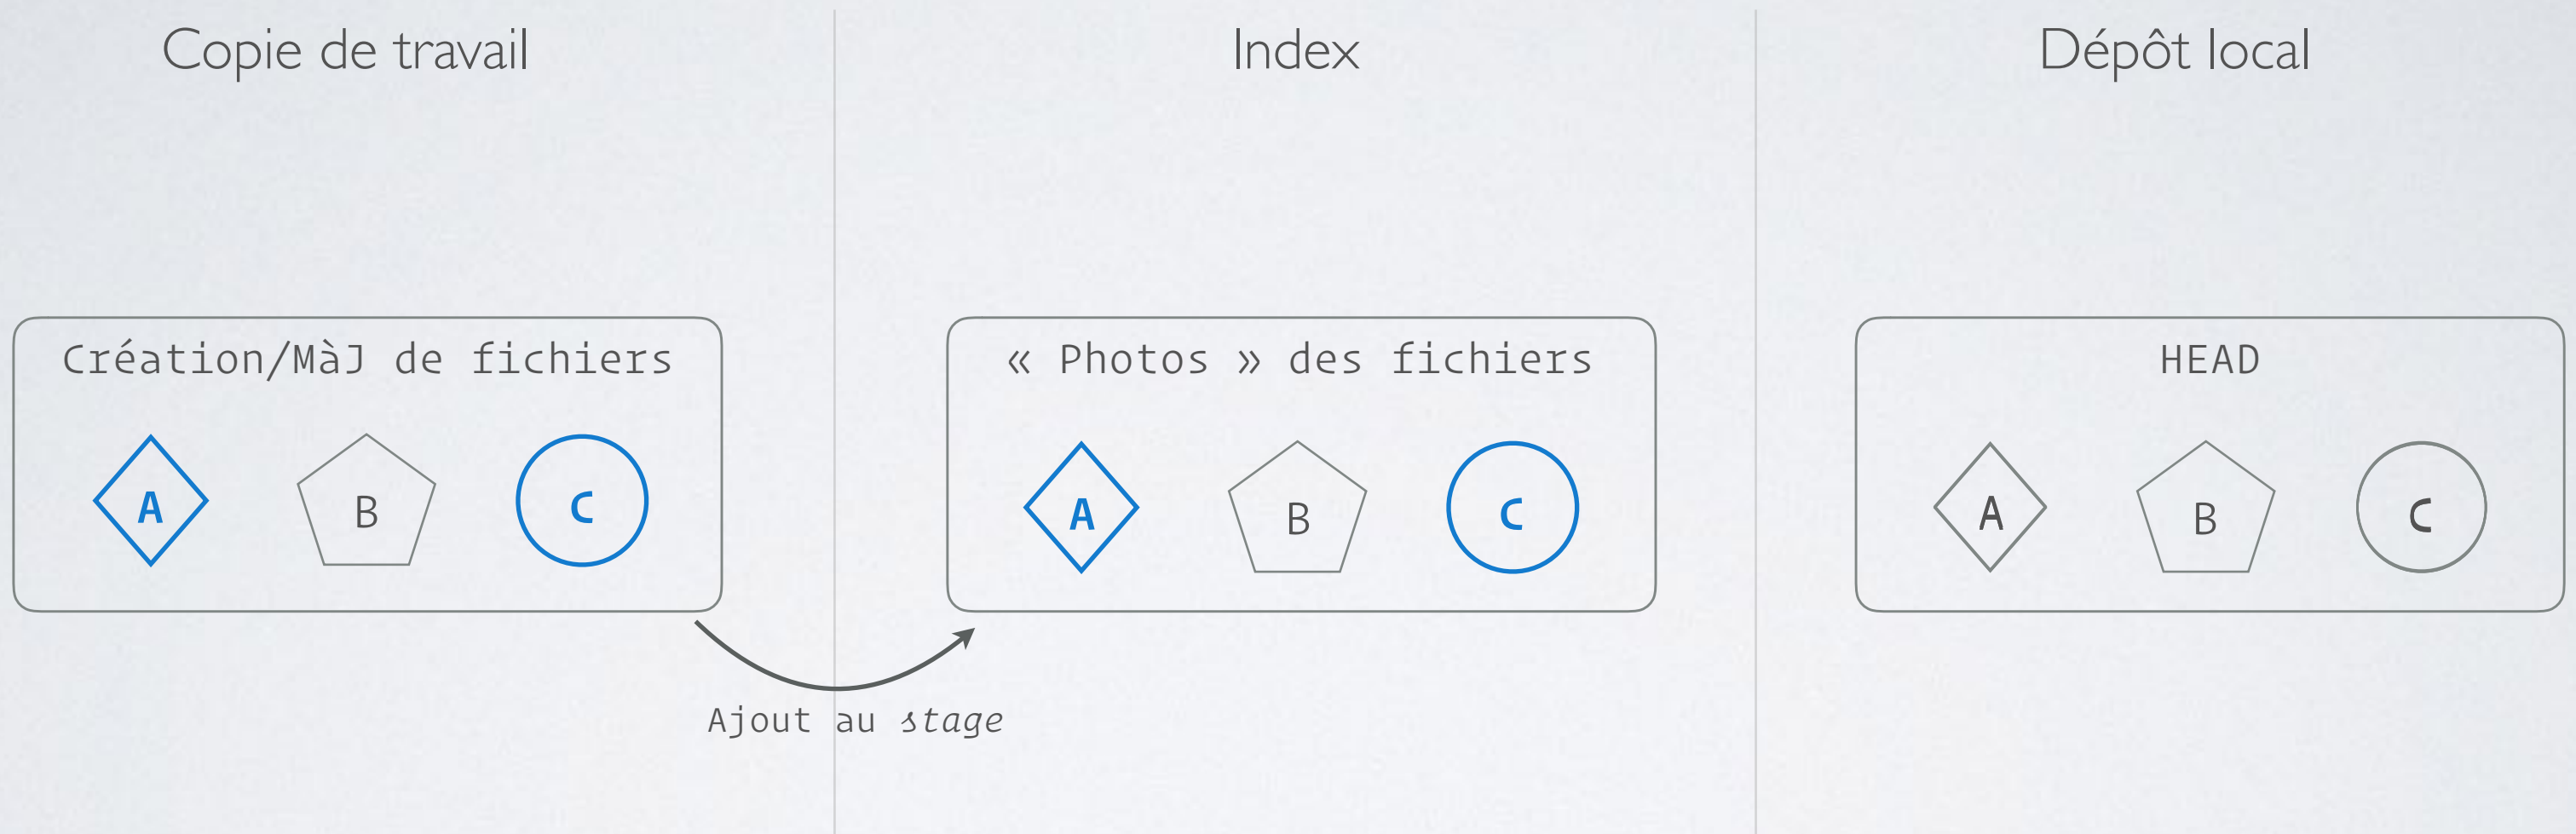 Copie de travail
Index
Dépôt local
Création/MàJ de fichiers
A
B
C
« Photos » des fichiers
A
B
C
HEAD
A
B
C
Ajout au stage